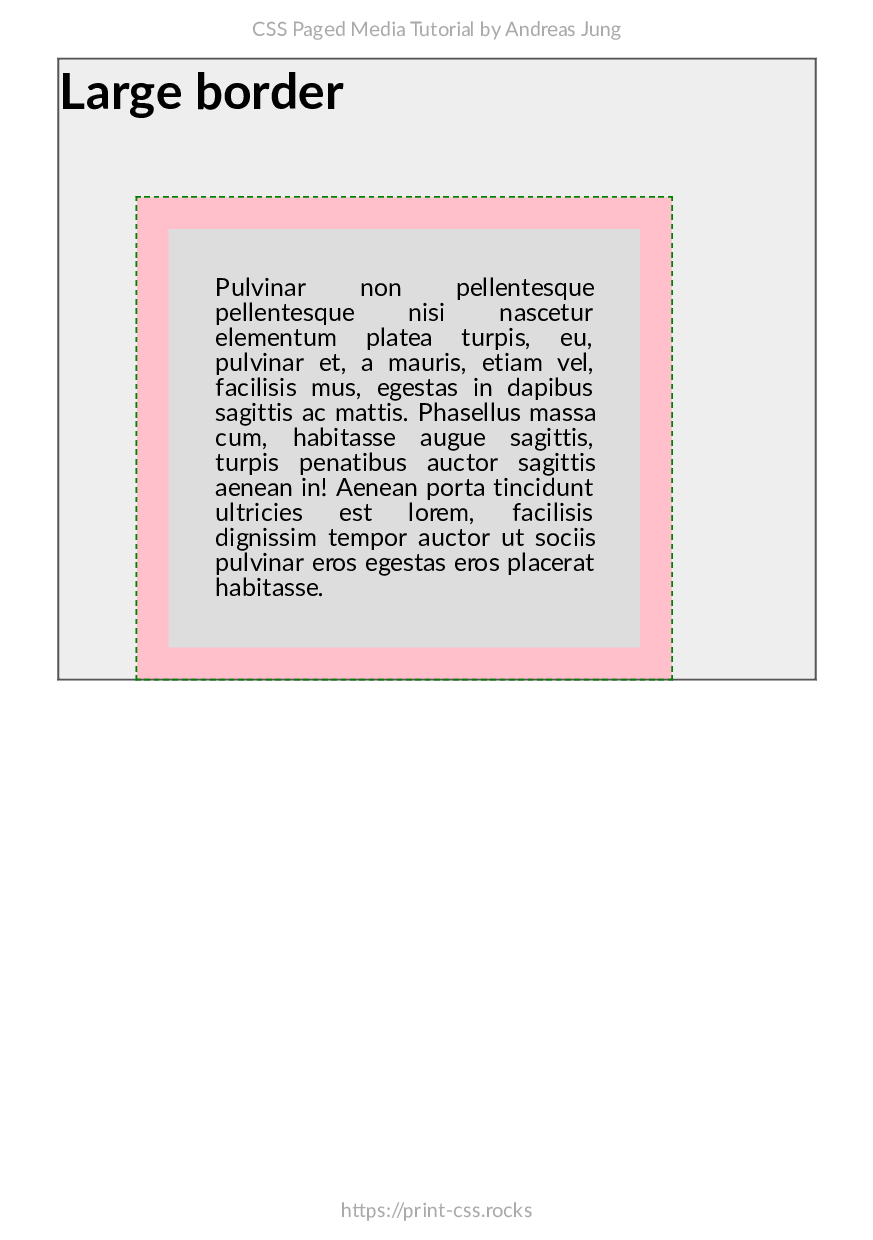 CSS Paged Media Tutorial by Andreas Jung
Large border
Pulvinar non pellentesque
pellentesque nisi nascetur
elementum platea turpis, eu,
pulvinar et, a mauris, etiam vel,
facilisis mus, egestas in dapibus
sagittis ac mattis. Phasellus massa
cum, habitasse augue sagittis,
turpis penatibus auctor sagittis
aenean in! Aenean porta tincidunt
ultricies est lorem, facilisis
dignissim tempor auctor ut sociis
pulvinar eros egestas eros placerat
habitasse.
https://print-css.rocks